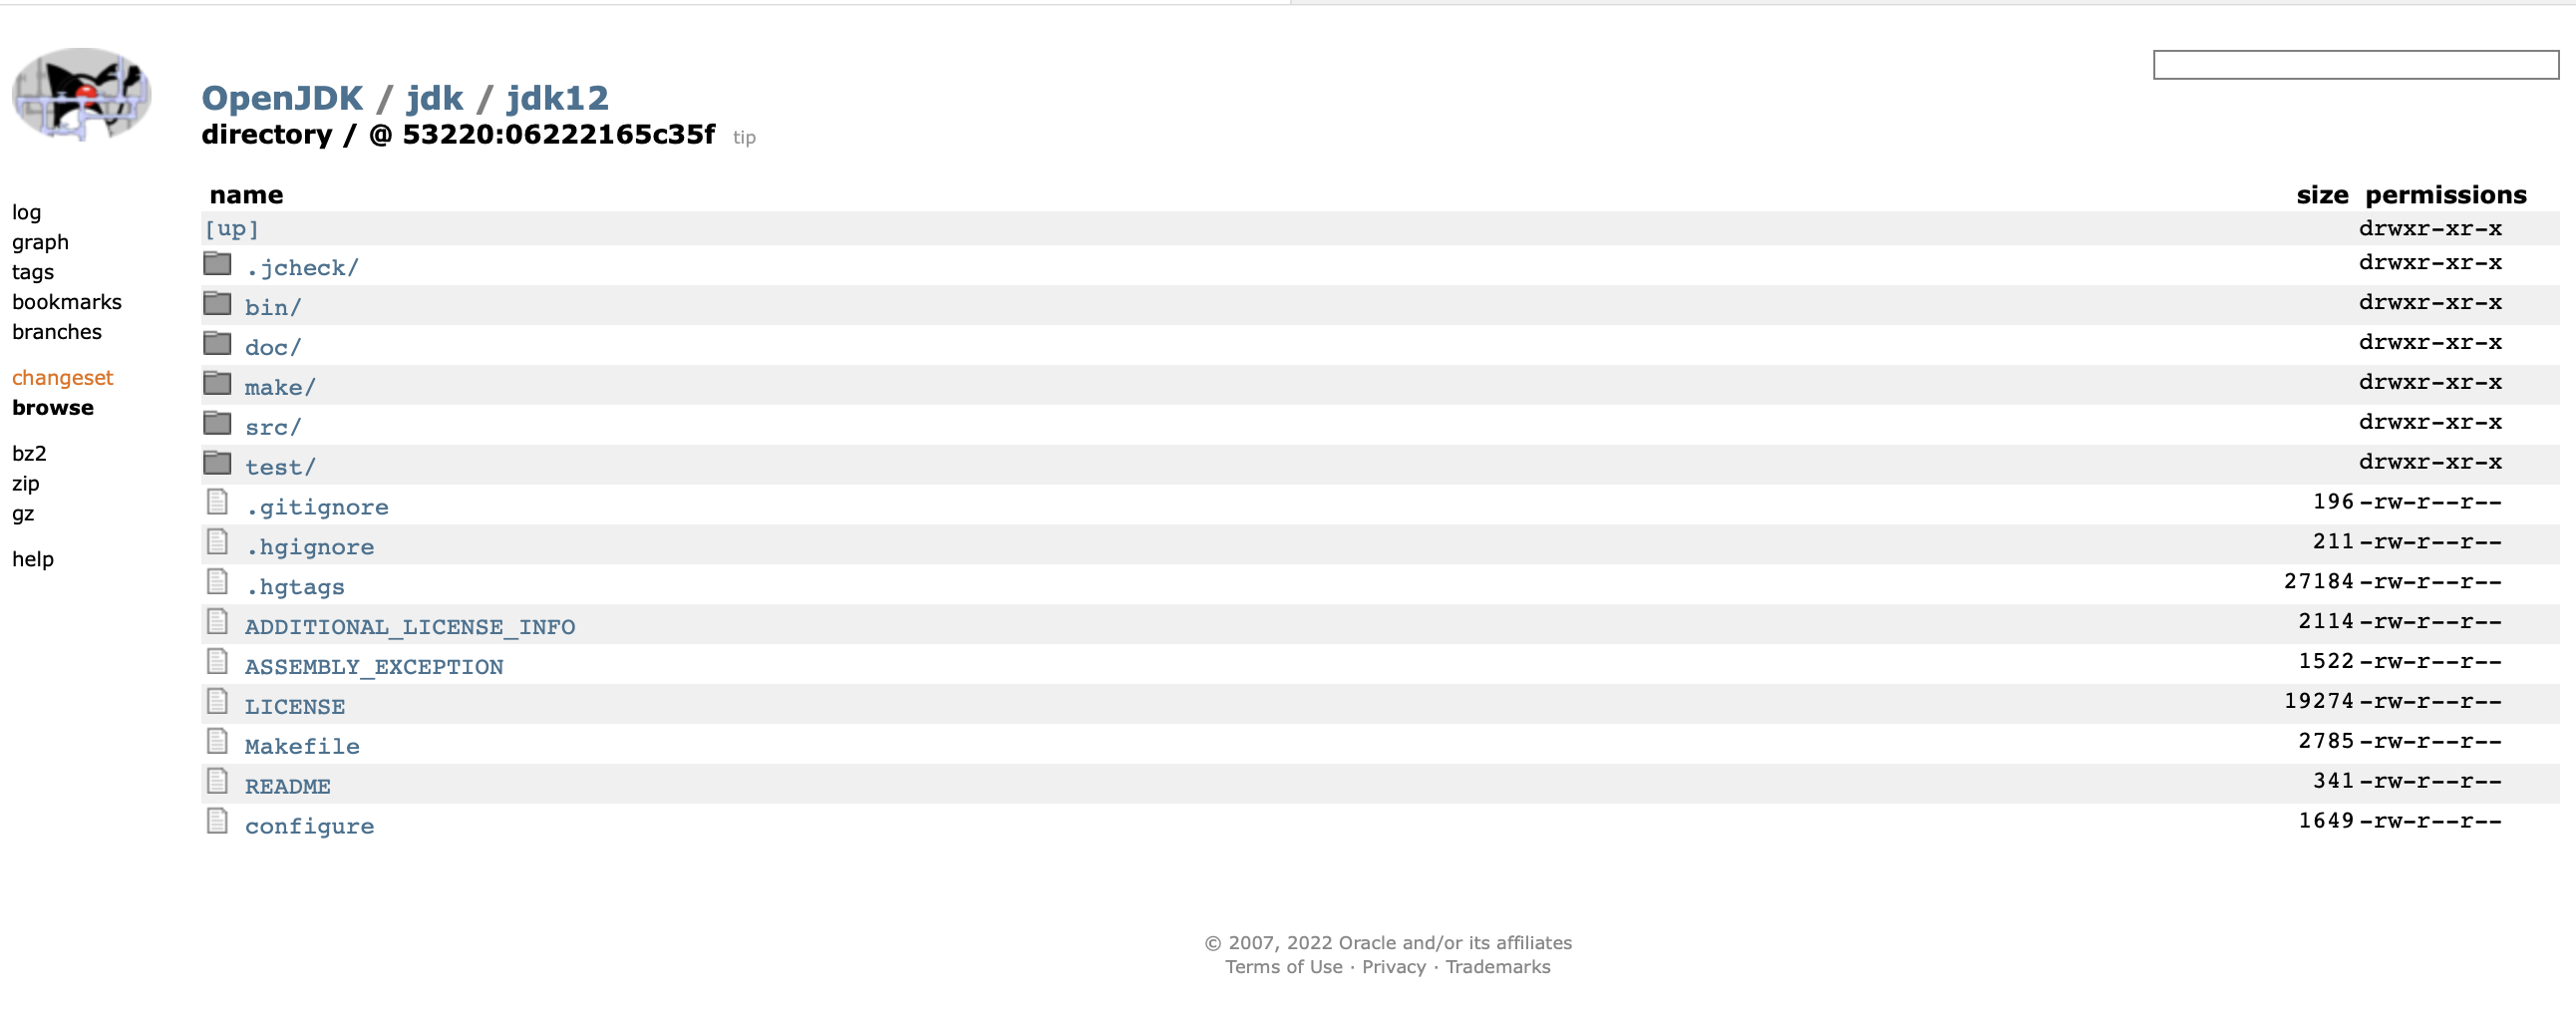 OpenJDK / jdk / jdk12
directory / @ 53220:06222165c35f tip
log
graph
tags
bookmarks
branches
changeset
browse
bz2
zip
gz
help
name size permissions
[up] drwxr-xr-x
.jcheck/ drwxr-xr-x
bin/ drwxr-xr-x
doc/ drwxr-xr-x
make/ drwxr-xr-x
src/ drwxr-xr-x
test/ drwxr-xr-x
.gitignore 196 -rw-r--r--
.hgignore 211 -rw-r--r--
.hgtags 27184 -rw-r--r--
ADDITIONAL_LICENSE_INFO 2114 -rw-r--r--
ASSEMBLY_EXCEPTION 1522 -rw-r--r--
LICENSE 19274 -rw-r--r--
Makefile 2785 -rw-r--r--
README 341 -rw-r--r--
configure 1649 -rw-r--r--
© 2007, 2022 Oracle and/or its affiliates
Terms of Use · Privacy · Trademarks